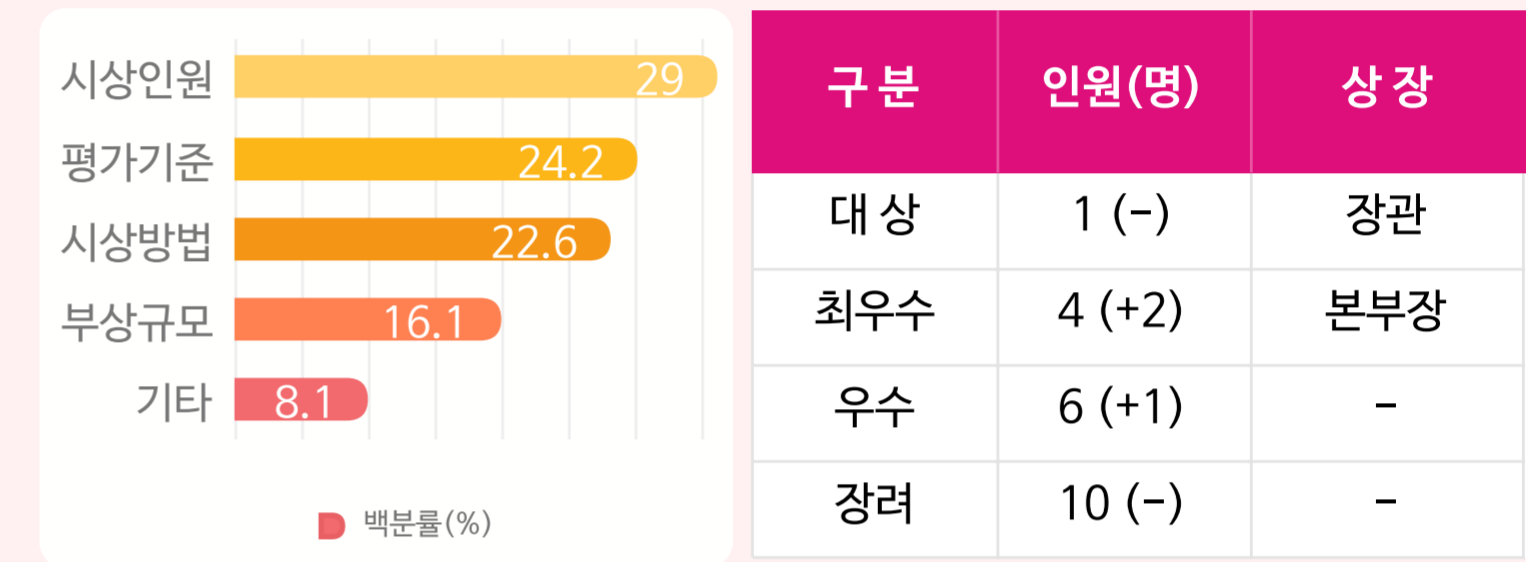 시상인원 29
평가기준 24.2
시상방법 22.6
부상규모 16.1
기타 8.1
백분률(%)
구 분 인원(명) 상 장
대 상 1 (-) 장관
최우수 4 (+2) 본부장
우수 6 (+1) -
장려 10 (-) -